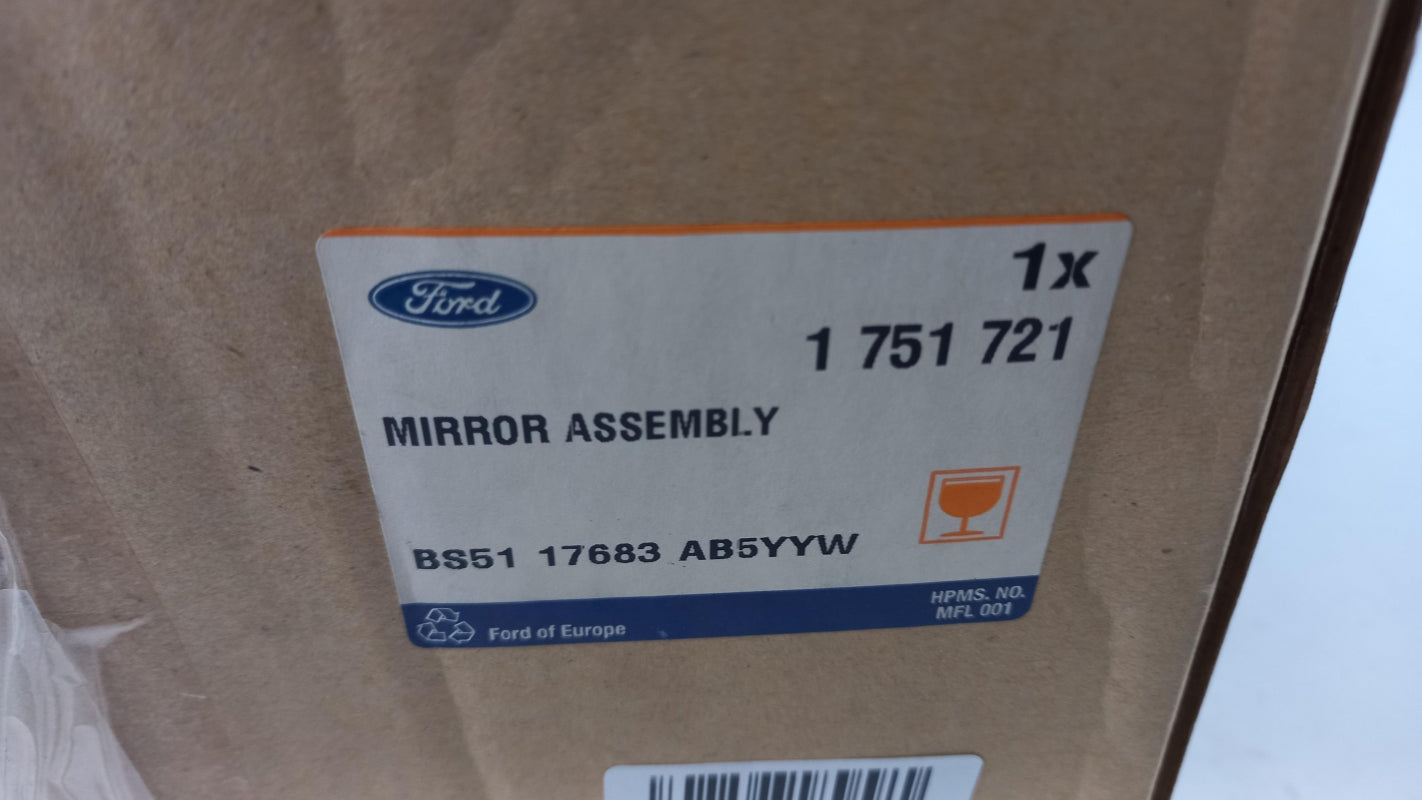 Ford
1x
1 751 721
MIRROR ASSEMBLY
BS51 17683 AB5YYW
HPMS. NO.
MFL 001
Ford of Europe